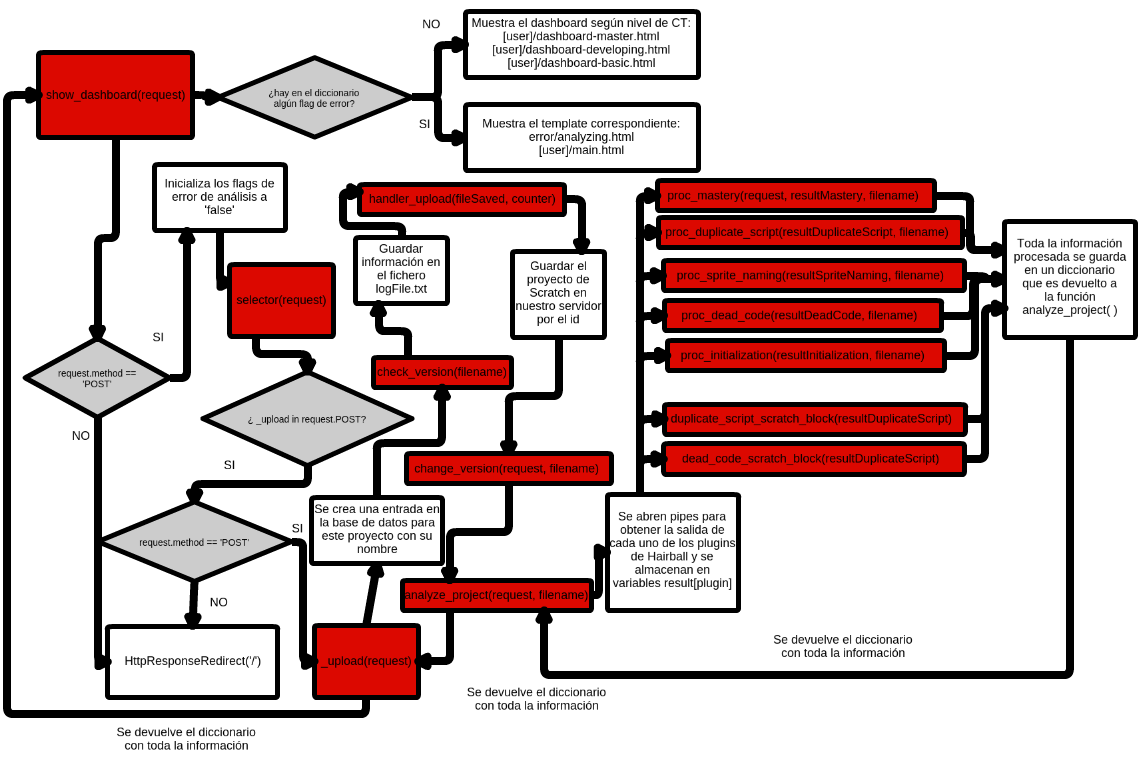 NO
Muestra el dashboard según nivel de CT:
[user]/dashboard-master.html
[user]/dashboard-developing.html
[user]/dashboard-basic.html
show_dashboard(request)
¿hay en el diccionario
algún flag de error?
SI
Muestra el template correspondiente:
error/analyzing.html
[user]/main.html
Inicializa los flags de
error de análisis a
'false'
handler_upload(fileSaved, counter)
proc_mastery(request, resultMastery, filename)
proc_duplicate_script(resultDuplicateScript, filename)
proc_sprite_naming(resultSpriteNaming, filename)
proc_dead_code(resultDeadCode, filename)
proc_initialization(resultInitialization, filename)
duplicate_script_scratch_block(resultDuplicateScript)
dead_code_scratch_block(resultDuplicateScript)
Toda la información
procesada se guarda
en un diccionario
que es devuelto a
la función
analyze_project( )
Guardar
información en
el fichero
logFile.txt
Guardar el
proyecto de
Scratch en
nuestro servidor
por el id
selector(request)
SI
request.method ==
'POST'
check_version(filename)
¿ _upload in request.POST?
NO
SI
change_version(request, filename)
Se crea una entrada en
la base de datos para
este proyecto con su
nombre
Se abren pipes para
obtener la salida de
cada uno de los plugins
de Hairball y se
almacenan en
variables result[plugin]
SI
request.method == 'POST'
analyze_project(request, filename)
NO
HttpResponseRedirect('/')
_upload(request)
Se devuelve el diccionario
con toda la información
Se devuelve el diccionario
con toda la información
Se devuelve el diccionario
con toda la información